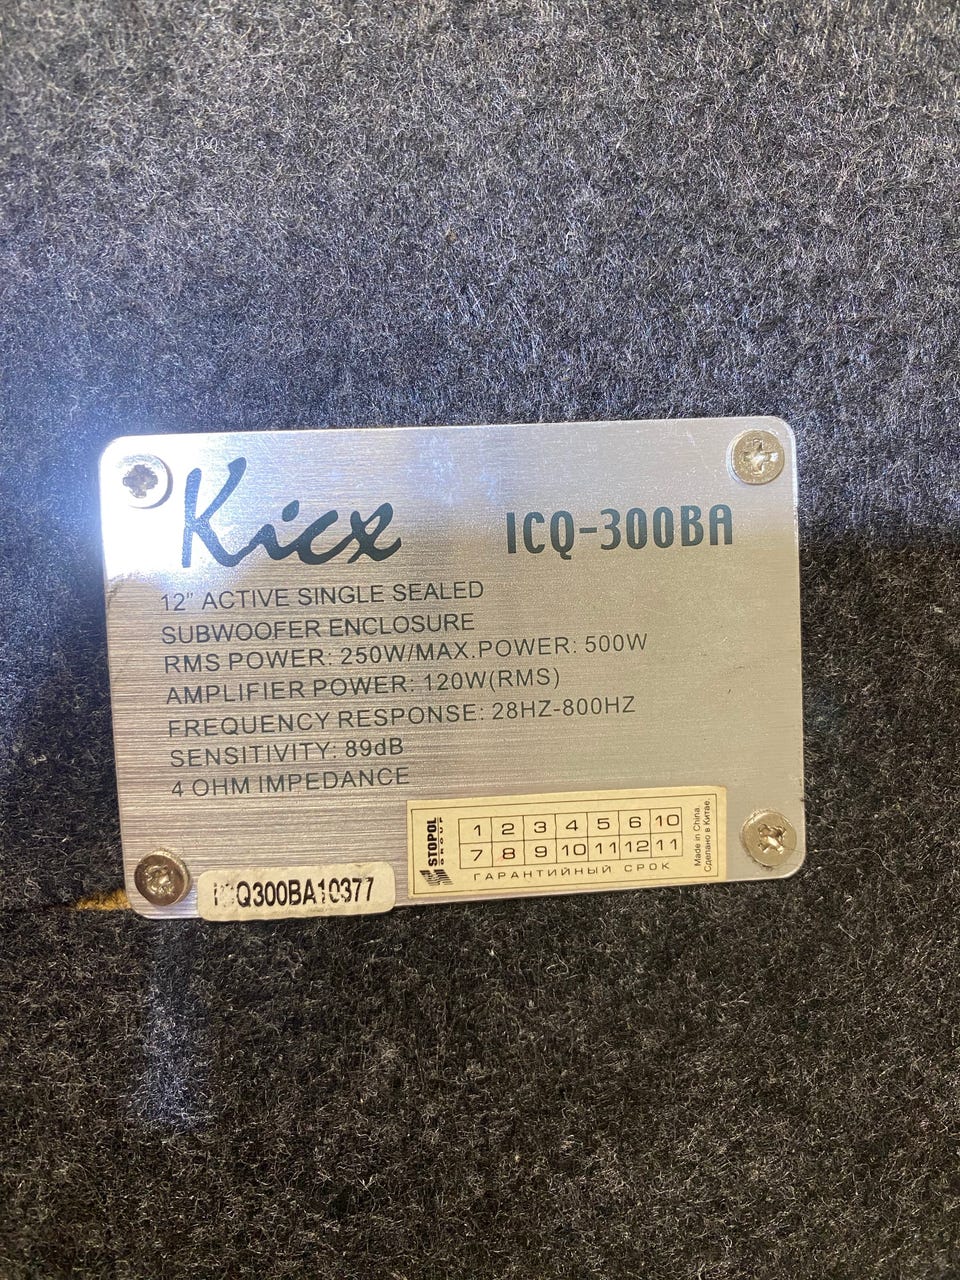 Kicx ICQ-300BA
12" ACTIVE SINGLE SEALED
SUBWOOFER ENCLOSURE
RMS POWER: 250W/MAX.POWER: 500W
AMPLIFIER POWER: 120W(RMS)
FREQUENCY RESPONSE: 28HZ-800HZ
SENSITIVITY: 89dB
4 OHM IMPEDANCE
STOPOL
GROUP
1 2 3 4 5 6 10
7 8 9 10 11 12 11
ГАРАНТИЙНЫЙ СРОК
Made in China.
Сделано в Китае.
ICQ300BA10377